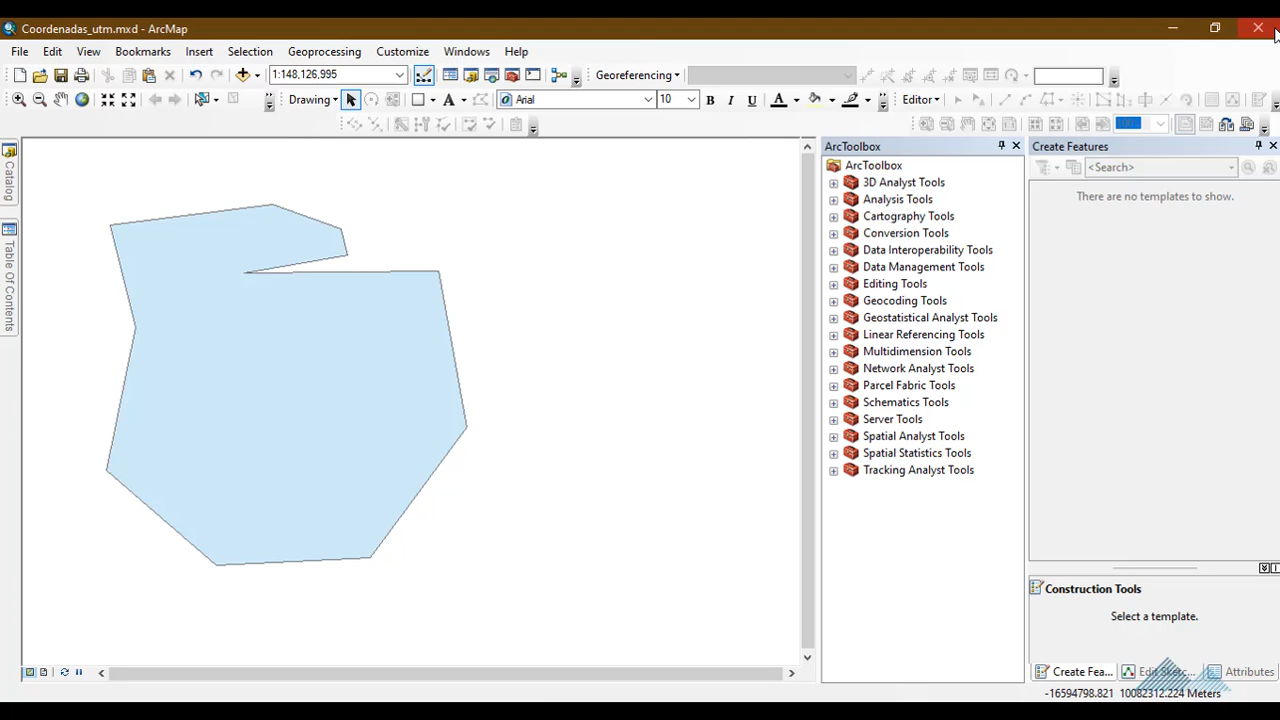 Coordenadas_utm.mxd - ArcMap
File Edit View Bookmarks Insert Selection Geoprocessing Customize Windows Help
1:148,126,995 Georeferencing
Drawing A Arial 10 B I U A Editor
Catalog
Table Of Contents
ArcToolbox
ArcToolbox
3D Analyst Tools
Analysis Tools
Cartography Tools
Conversion Tools
Data Interoperability Tools
Data Management Tools
Editing Tools
Geocoding Tools
Geostatistical Analyst Tools
Linear Referencing Tools
Multidimension Tools
Network Analyst Tools
Parcel Fabric Tools
Schematics Tools
Server Tools
Spatial Analyst Tools
Spatial Statistics Tools
Tracking Analyst Tools
Create Features
<Search>
There are no templates to show.
Construction Tools
Select a template.
Create Fea... Attributes
-16594798.821 10082312.224 Meters